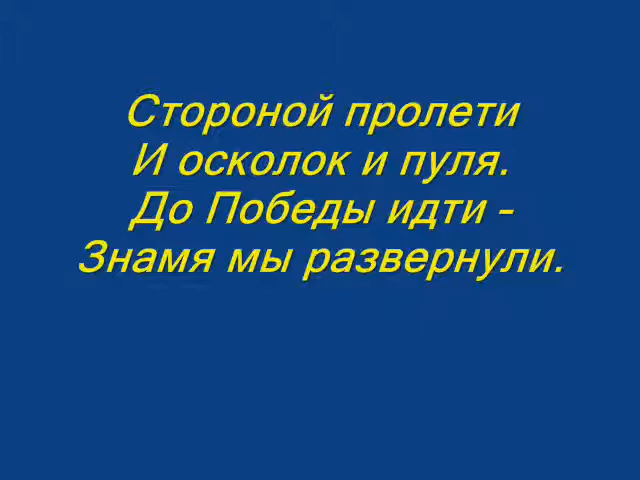 Стороной пролети
И осколок и пуля.
До Победы идти -
Знамя мы развернули.